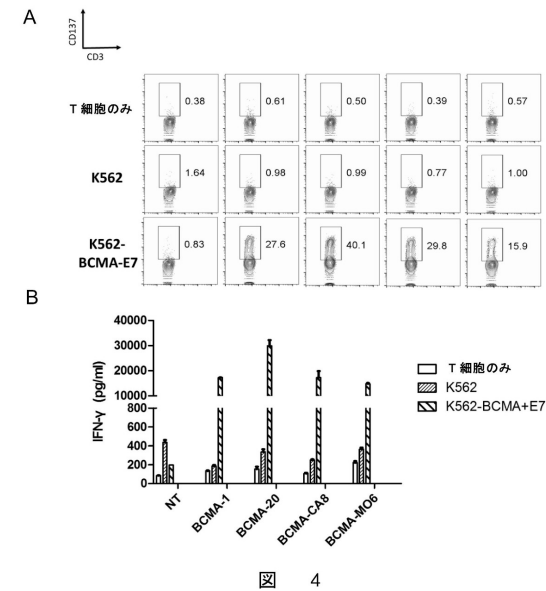 A
CD137
CD3
T 細胞のみ 0.38 0.61 0.50 0.39 0.57
K562 1.64 0.98 0.99 0.77 1.00
K562-
BCMA-E7 0.83 27.6 40.1 29.8 15.9
B
IFN-γ (pg/ml)
40000
30000
20000
10000
800
600
400
200
0
NT BCMA-1 BCMA-20 BCMA-CA8 BCMA-MO6
T 細胞のみ
K562
K562-BCMA+E7
図 4